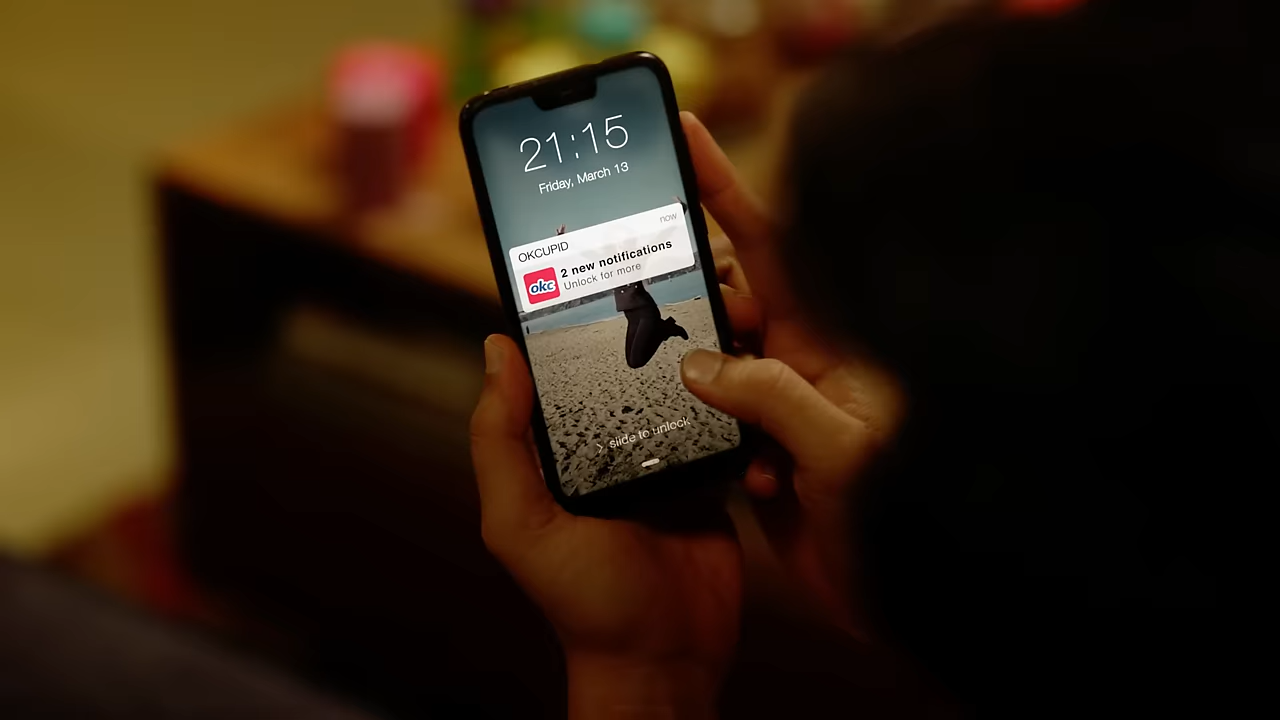 21:15
Friday, March 13
OKCUPID now
okc 2 new notifications
Unlock for more
> slide to unlock